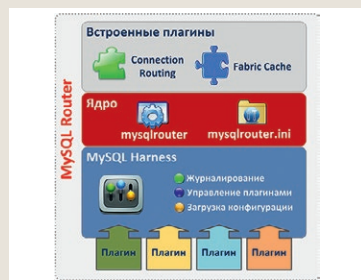 MySQL Router
Встроенные плагины
Connection
Routing
Fabric Cache
Ядро
mysqlrouter
mysqlrouter.ini
MySQL Harness
Журналирование
Управление плагинами
Загрузка конфигурации
Плагин Плагин Плагин Плагин